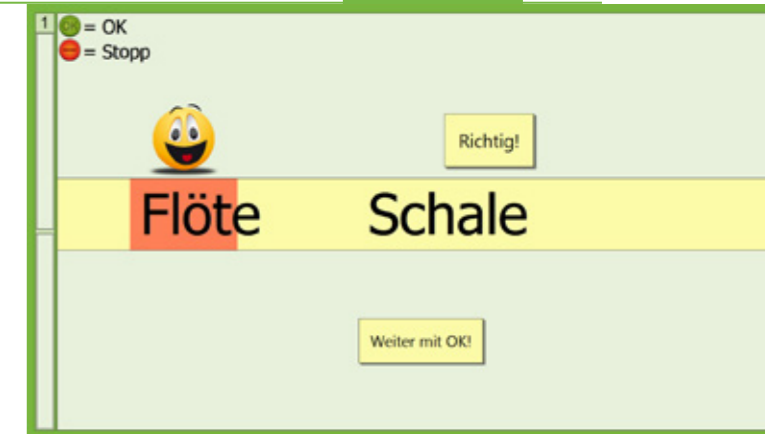 1
= OK
= Stopp
Richtig!
Flöte Schale
Weiter mit OK!